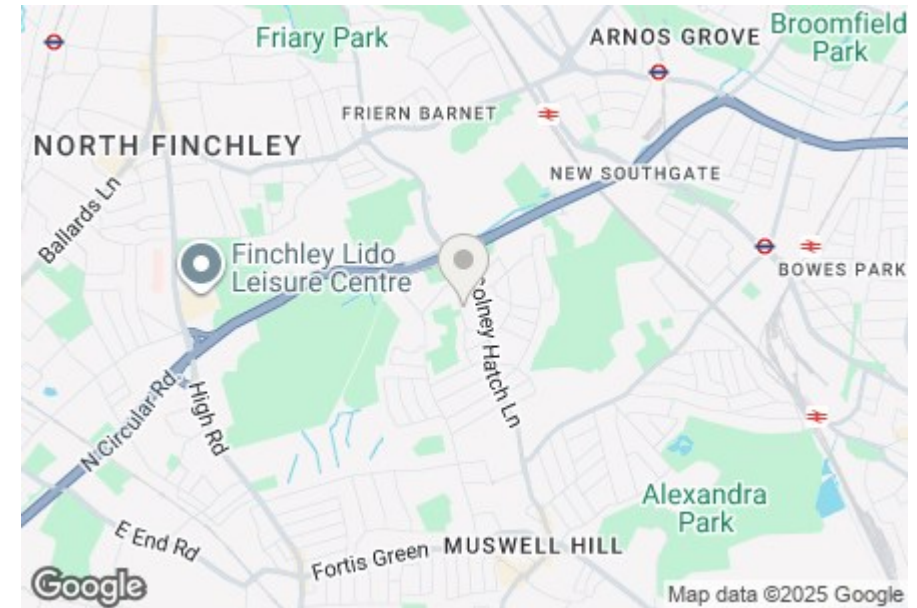 Friary Park
ARNOS GROVE
Broomfield
Park
FRIERN BARNET
NORTH FINCHLEY
NEW SOUTHGATE
Ballards Ln
Finchley Lido
Leisure Centre
BOWES PARK
Colney Hatch Ln
N Circular Rd
High Rd
Alexandra
Park
E End Rd
Fortis Green
MUSWELL HILL
Google
Map data ©2025 Google